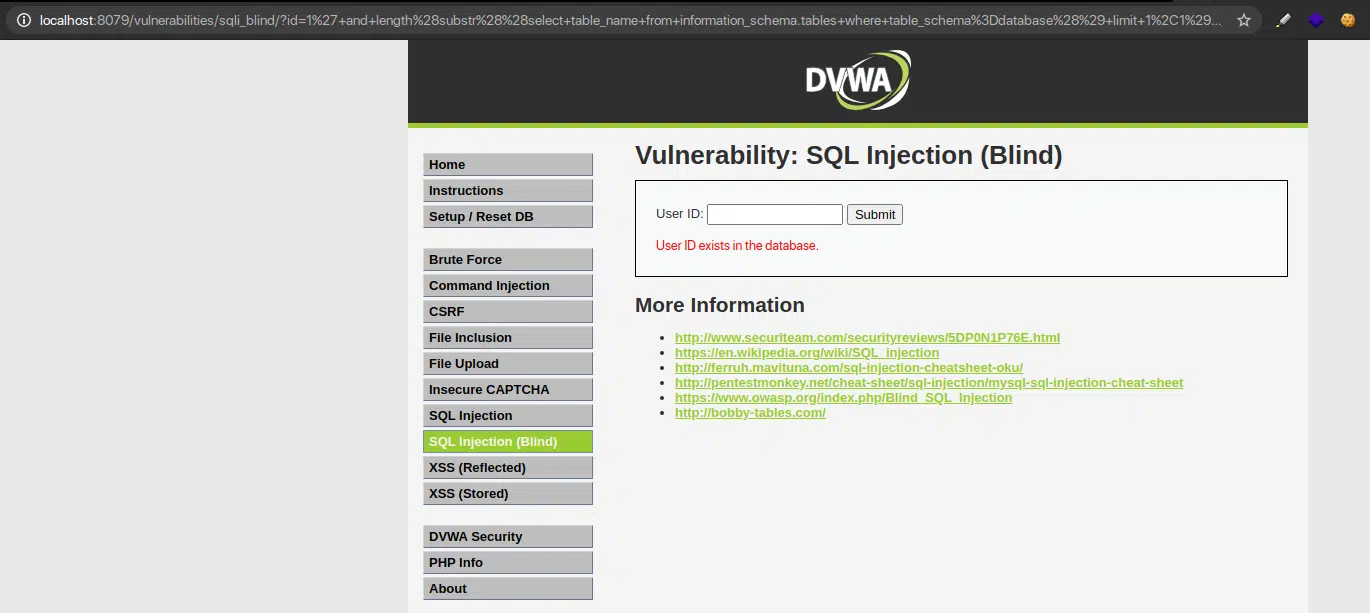 localhost:8079/vulnerabilities/sqli_blind/?id=1%27+and+length%28substr%28%28select+table_name+from+information_schema.tables+where+table_schema%3Ddatabase%28%29+limit+1%2C1%29...
DVWA
Home
Instructions
Setup / Reset DB
Brute Force
Command Injection
CSRF
File Inclusion
File Upload
Insecure CAPTCHA
SQL Injection
SQL Injection (Blind)
XSS (Reflected)
XSS (Stored)
DVWA Security
PHP Info
About
Vulnerability: SQL Injection (Blind)
User ID: Submit
User ID exists in the database.
More Information
http://www.securiteam.com/securityreviews/5DP0N1P76E.html
https://en.wikipedia.org/wiki/SQL_injection
http://ferruh.mavituna.com/sql-injection-cheatsheet-oku/
http://pentestmonkey.net/cheat-sheet/sql-injection/mysql-sql-injection-cheat-sheet
https://www.owasp.org/index.php/Blind_SQL_Injection
http://bobby-tables.com/